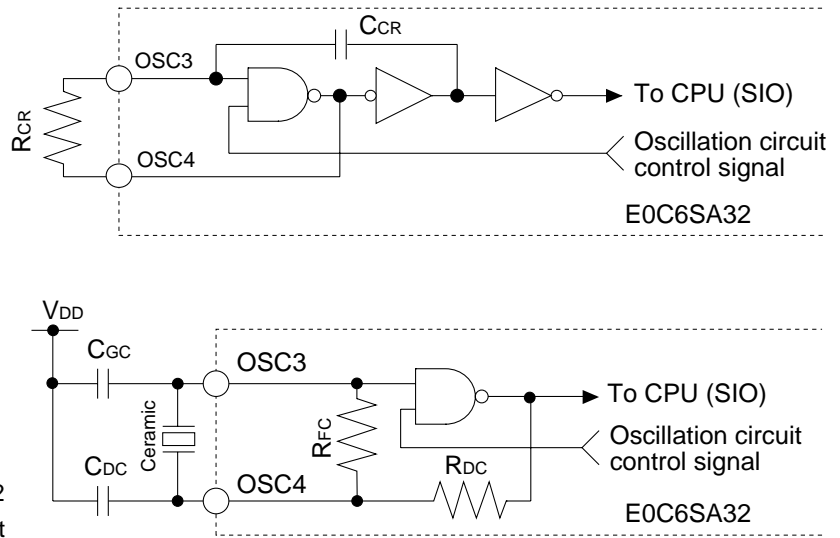 CCR
OSC3
To CPU (SIO)
RCR
Oscillation circuit
control signal
OSC4
E0C6SA32
VDD
CGC
OSC3
To CPU (SIO)
Ceramic
RFC
Oscillation circuit
control signal
CDC
RDC
OSC4
E0C6SA32
2
t